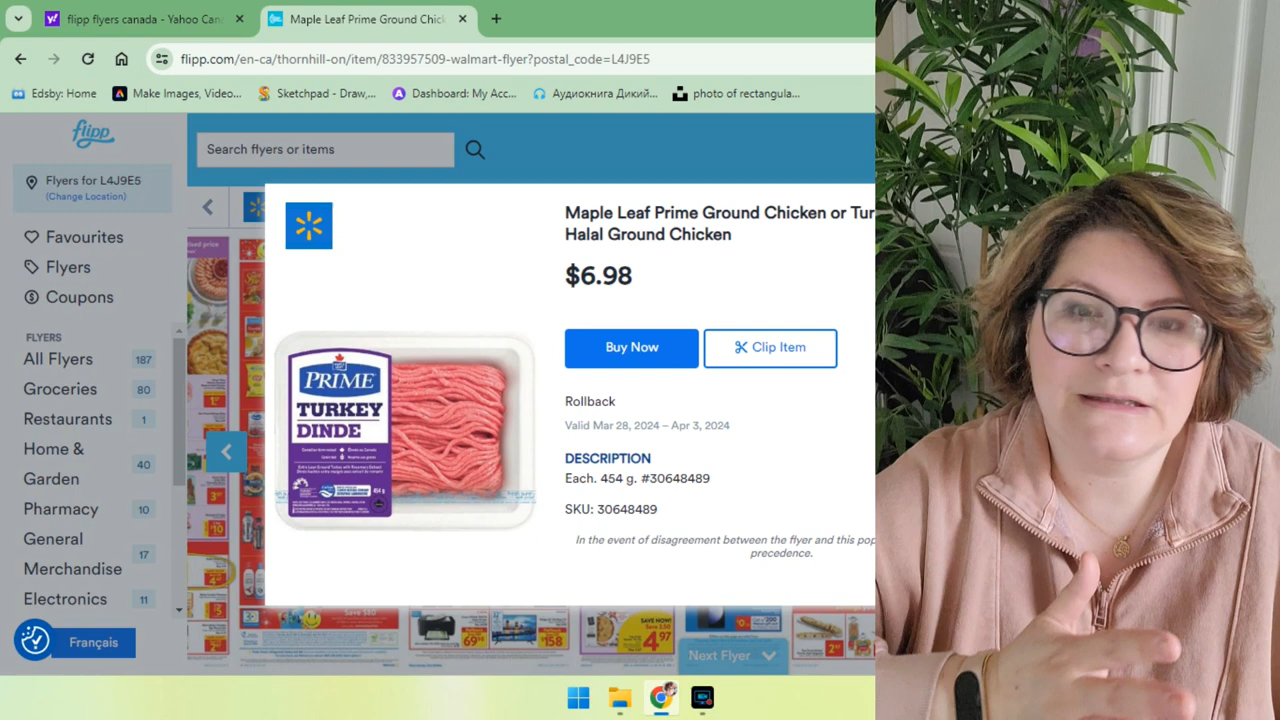 flipp flyers canada - Yahoo Can
Maple Leaf Prime Ground Chick
flipp.com/en-ca/thornhill-on/item/833957509-walmart-flyer?postal_code=L4J9E5
Edsby: Home
Make Images, Video...
Sketchpad - Draw,...
Dashboard: My Acc...
Аудиокнига Дикий...
photo of rectangula...
flipp
Search flyers or items
Flyers for L4J9E5
(Change Location)
Favourites
Flyers
Coupons
FLYERS
All Flyers 187
Groceries 80
Restaurants 1
Home &
Garden 40
Pharmacy 10
General
Merchandise 17
Electronics 11
Français
Maple Leaf Prime Ground Chicken or Tur
Halal Ground Chicken
$6.98
Buy Now
Clip Item
Rollback
Valid Mar 28, 2024 – Apr 3, 2024
DESCRIPTION
Each. 454 g. #30648489
SKU: 30648489
In the event of disagreement between the flyer and this pop
precedence.
PRIME
TURKEY
DINDE
454 g
4.97
158
Next Flyer